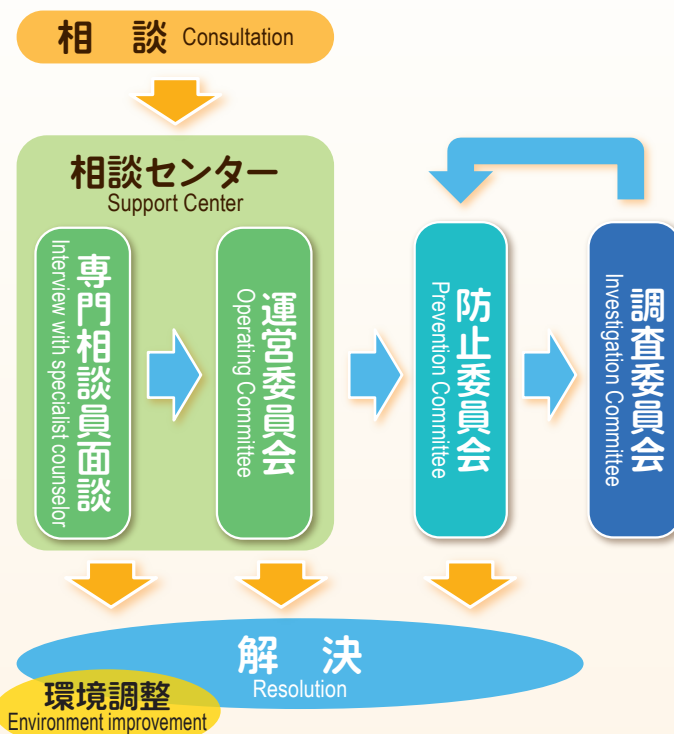 相　談 Consultation
相談センター
Support Center
専門相談員面談
Interview with specialist counselor
運営委員会
Operating Committee
防止委員会
Prevention Committee
調査委員会
Investigation Committee
解　決
Resolution
環境調整
Environment improvement